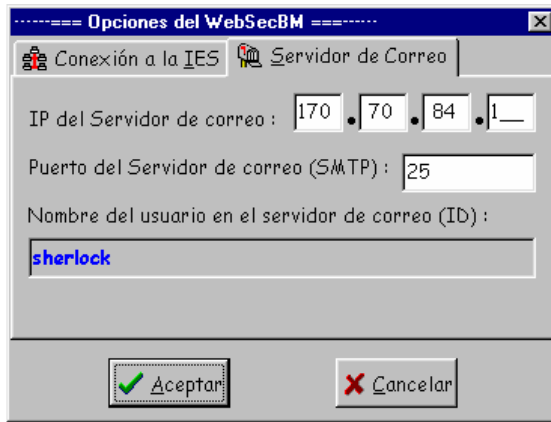 ------=== Opciones del WebSecBM ===------
Conexión a la IES
Servidor de Correo
IP del Servidor de correo : 170 . 70 . 84 . 1__
Puerto del Servidor de correo (SMTP) : 25
Nombre del usuario en el servidor de correo (ID) :
sherlock
Aceptar
Cancelar